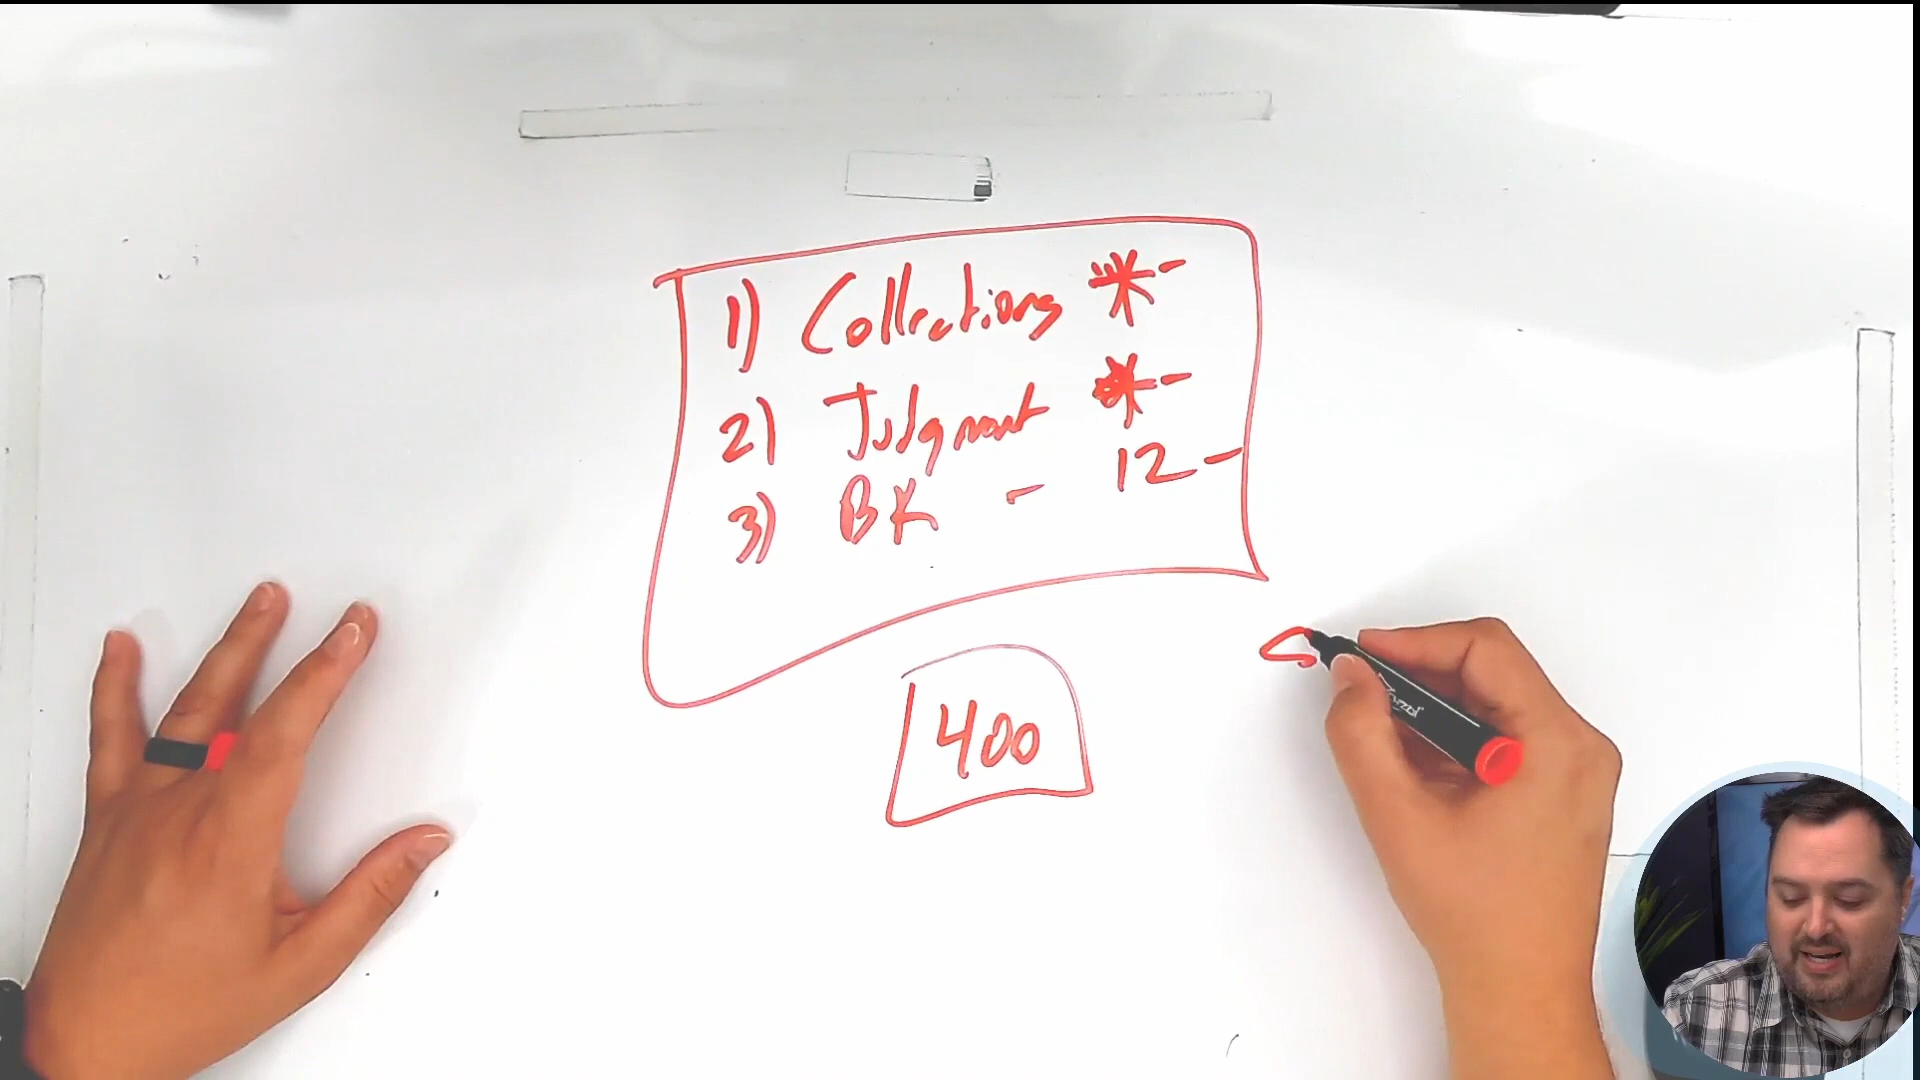 1) Collections *-
2) Judgment *-
12 -
3) BK -
400